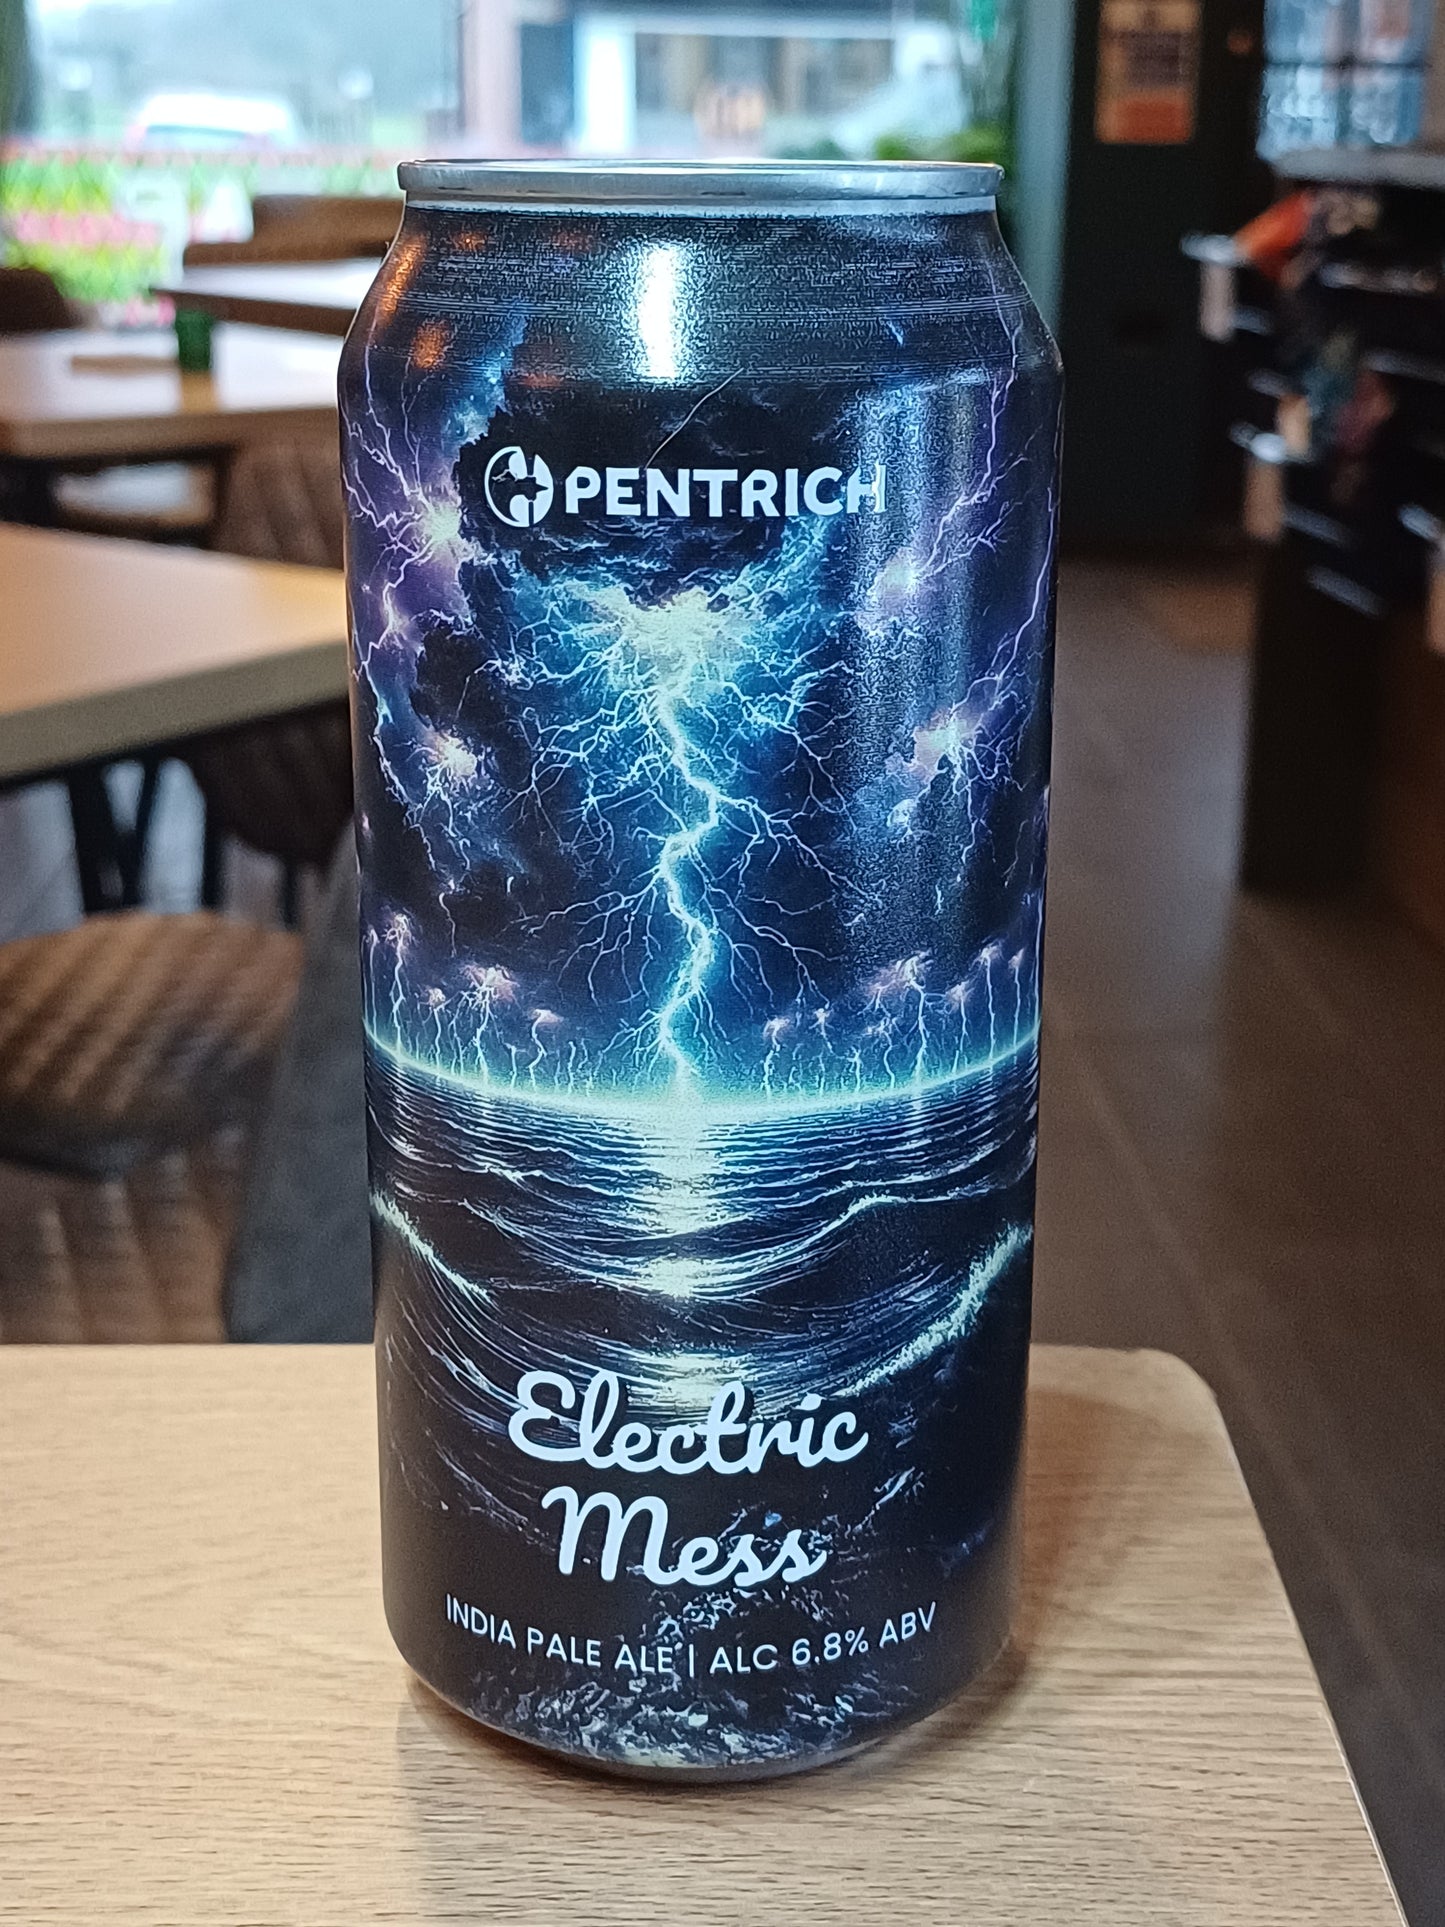 PENTRICH
Electric
Mess
INDIA PALE ALE | ALC 6.8% ABV